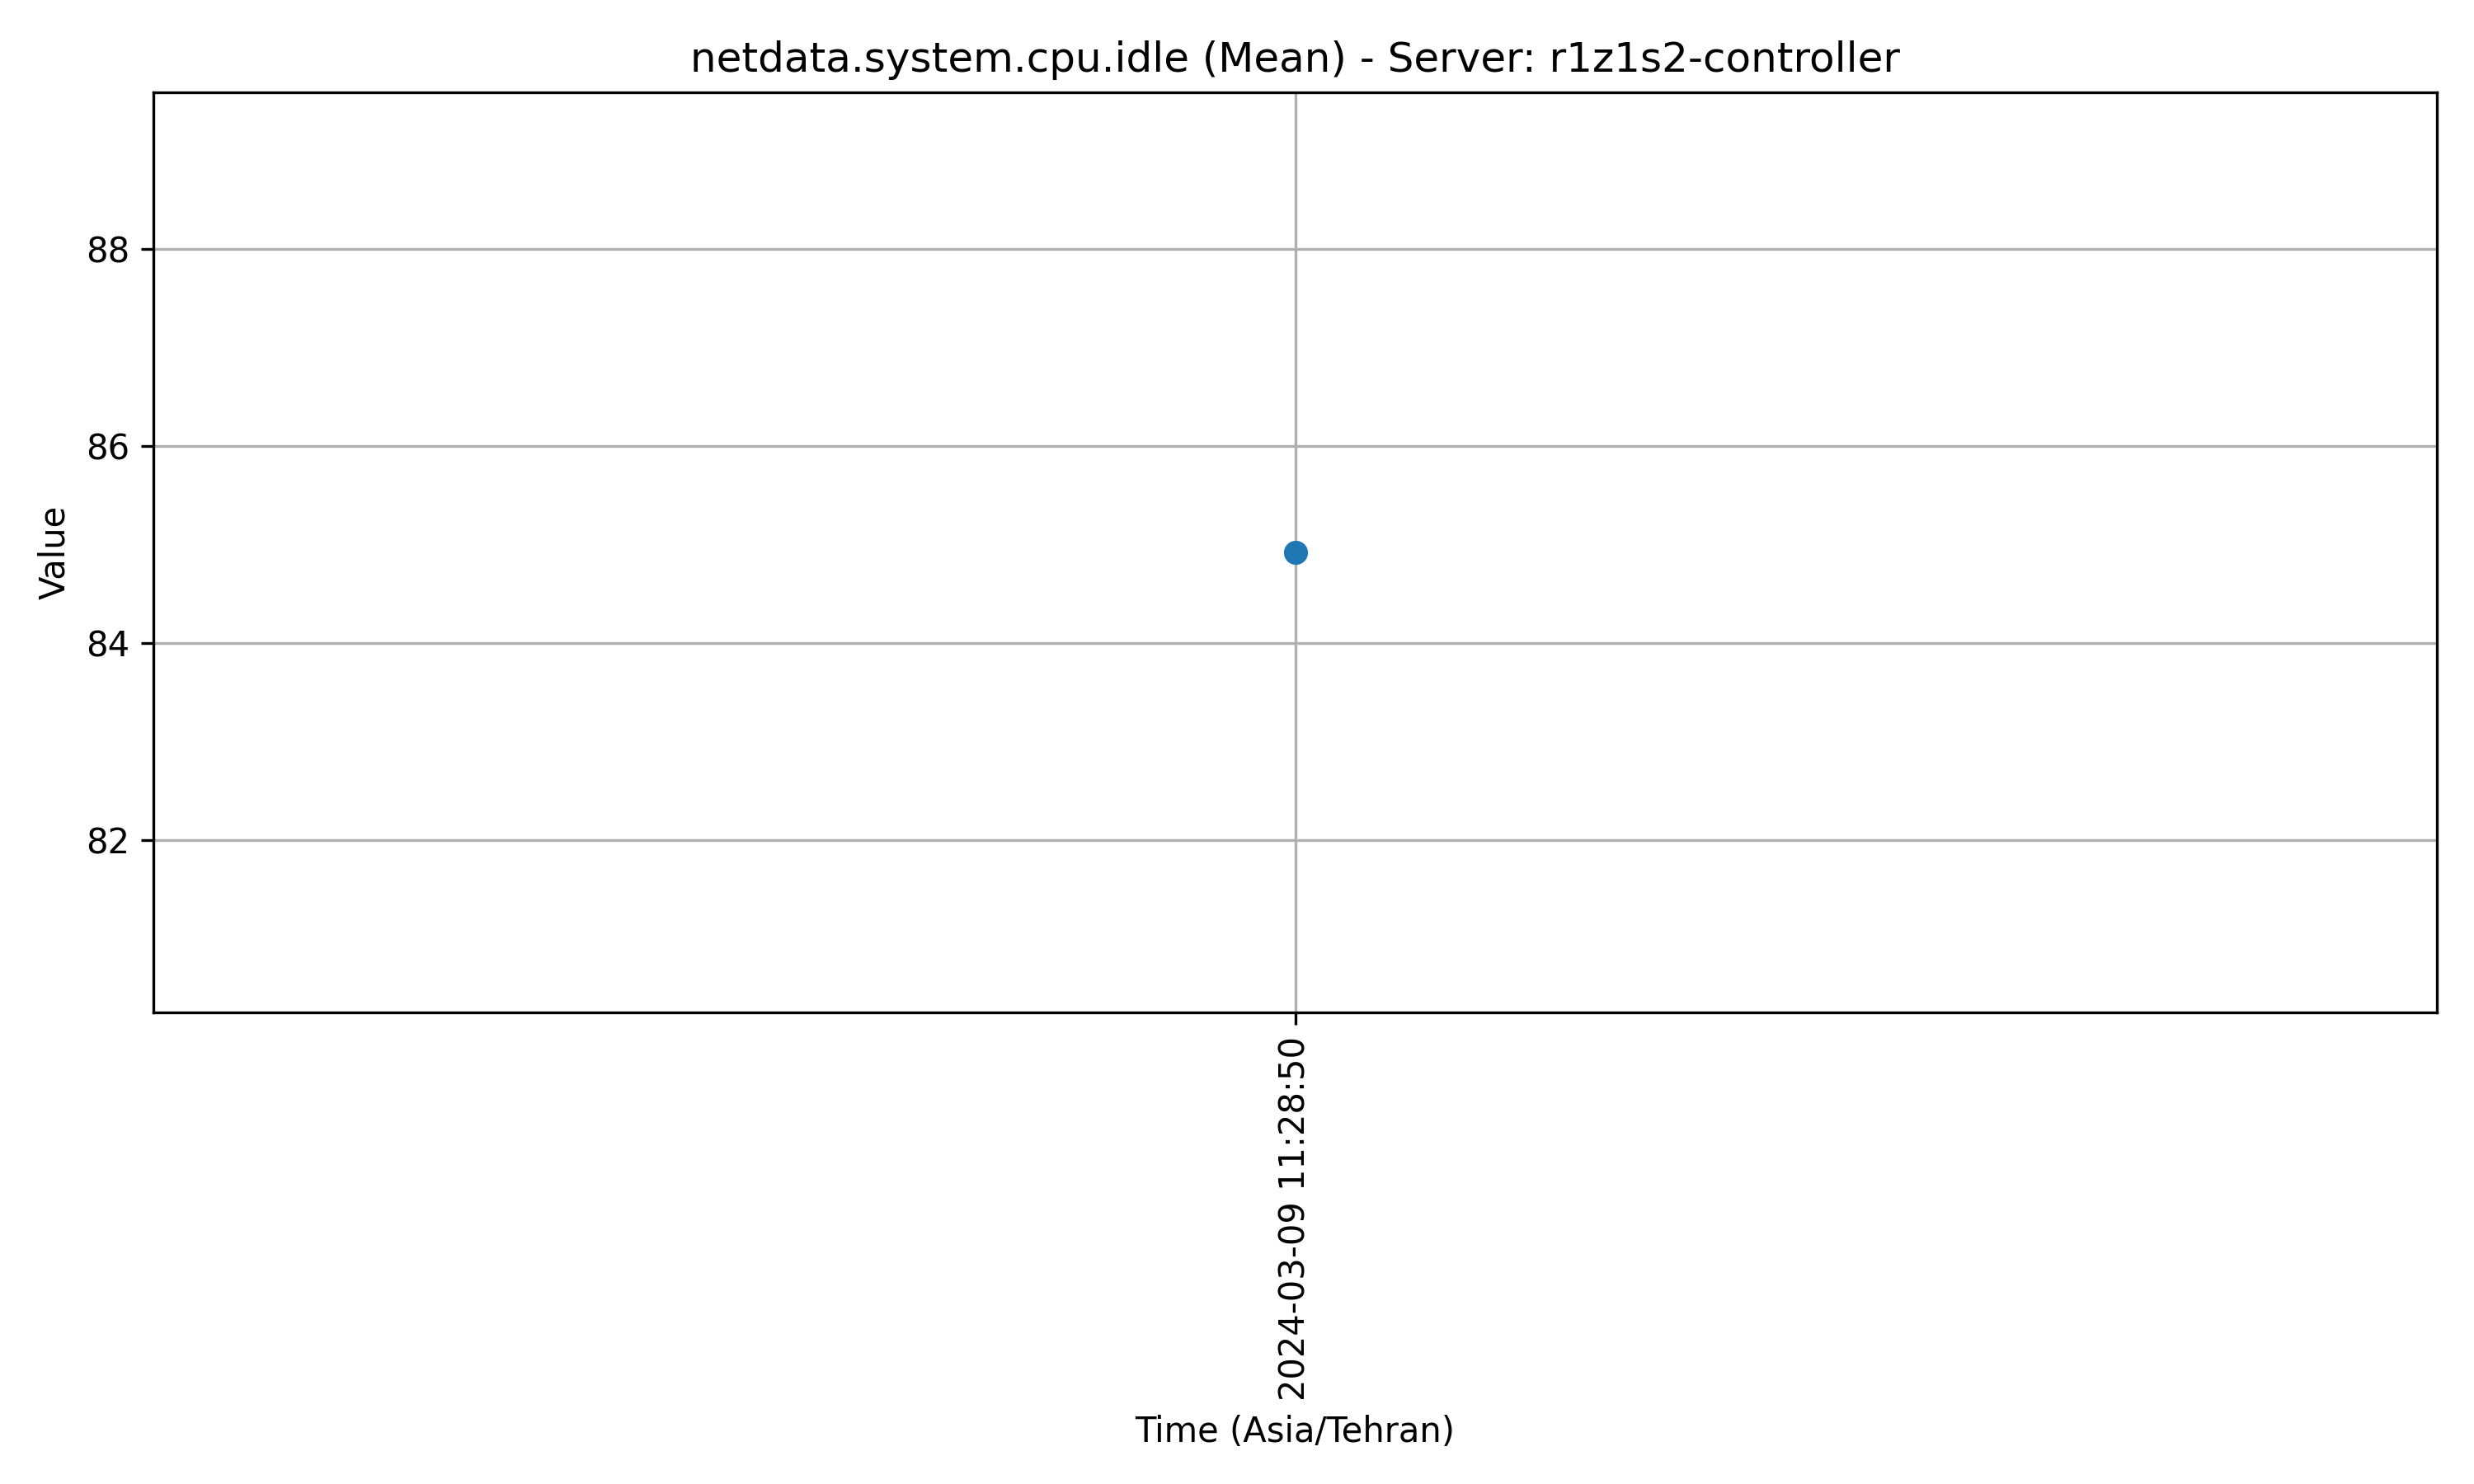 netdata.system.cpu.idle (Mean) - Server: r1z1s2-controller
Value
88
86
84
82
2024-03-09 11:28:50
Time (Asia/Tehran)